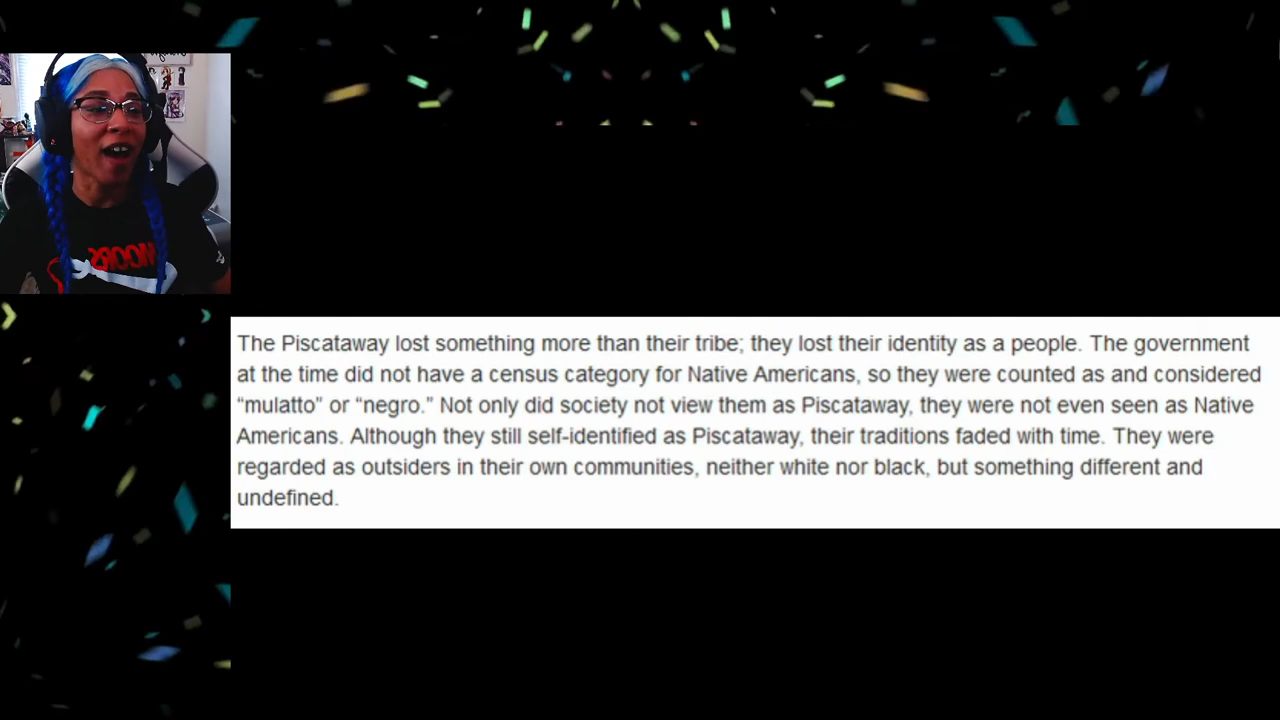 The Piscataway lost something more than their tribe; they lost their identity as a people. The government
at the time did not have a census category for Native Americans, so they were counted as and considered
“mulatto” or “negro.” Not only did society not view them as Piscataway, they were not even seen as Native
Americans. Although they still self-identified as Piscataway, their traditions faded with time. They were
regarded as outsiders in their own communities, neither white nor black, but something different and
undefined.
MOORS